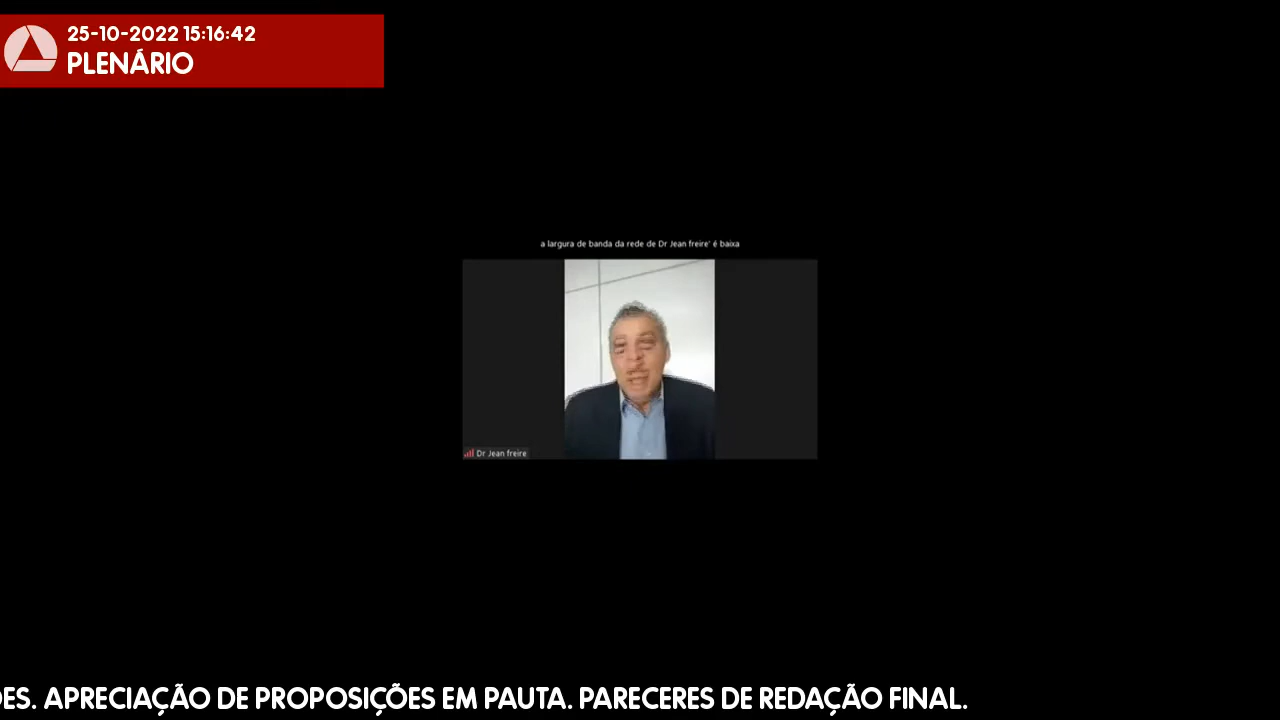 25-10-2022 15:16:42
PLENÁRIO
a largura de banda da rede de Dr Jean freire' é baixa
Dr Jean freire
ES. APRECIAÇÃO DE PROPOSIÇÕES EM PAUTA. PARECERES DE REDAÇÃO FINAL.